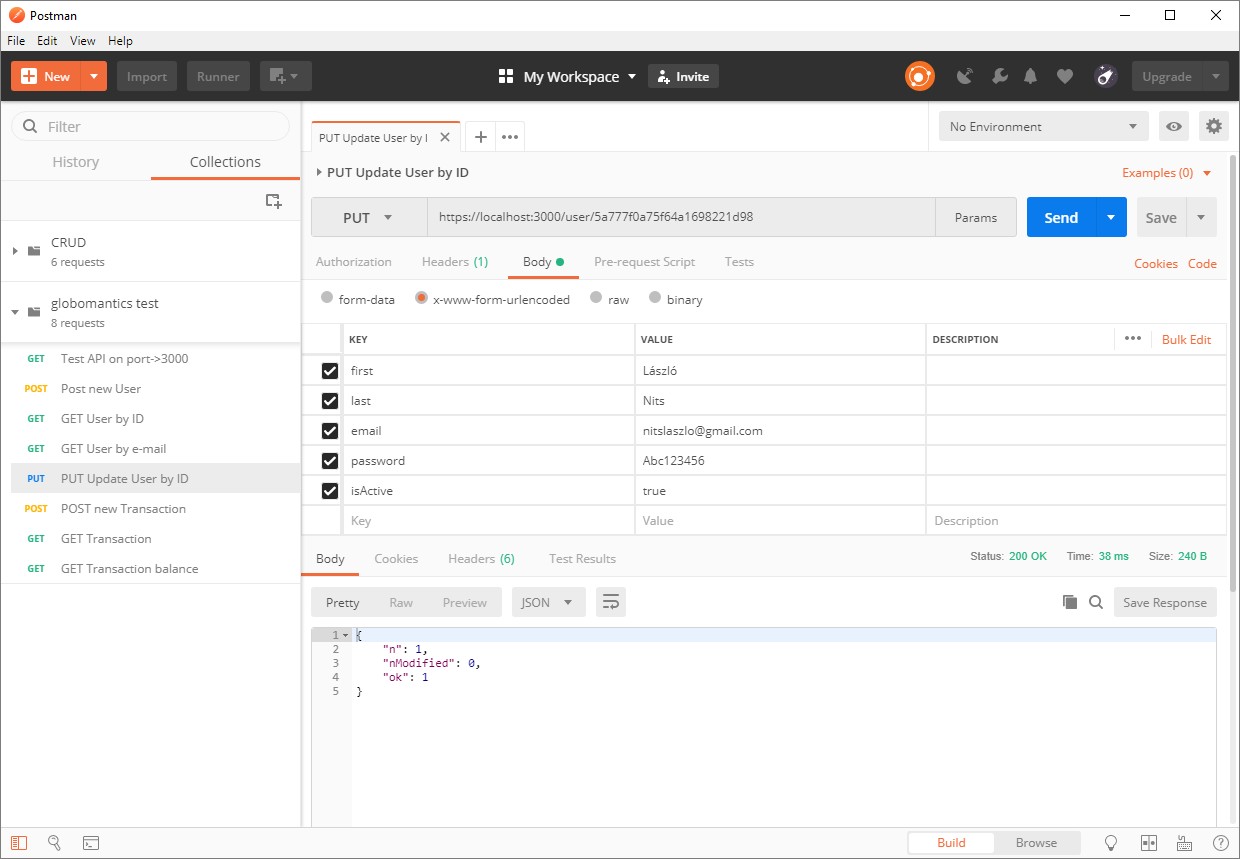 Postman
File Edit View Help
New Import Runner My Workspace Invite Upgrade
Filter
History Collections
CRUD
6 requests
globomantics test
8 requests
GET Test API on port->3000
POST Post new User
GET GET User by ID
GET GET User by e-mail
PUT PUT Update User by ID
POST POST new Transaction
GET GET Transaction
GET GET Transaction balance
PUT Update User by I
No Environment
PUT Update User by ID Examples (0)
PUT https://localhost:3000/user/5a777f0a75f64a1698221d98 Params Send Save
Authorization Headers (1) Body Pre-request Script Tests Cookies Code
form-data x-www-form-urlencoded raw binary
KEY VALUE DESCRIPTION Bulk Edit
first László
last Nits
email nitslaszlo@gmail.com
password Abc123456
isActive true
Key Value Description
Body Cookies Headers (6) Test Results Status: 200 OK Time: 38 ms Size: 240 B
Pretty Raw Preview JSON Save Response
1 {
2 "n": 1,
3 "nModified": 0,
4 "ok": 1
5 }
Build Browse